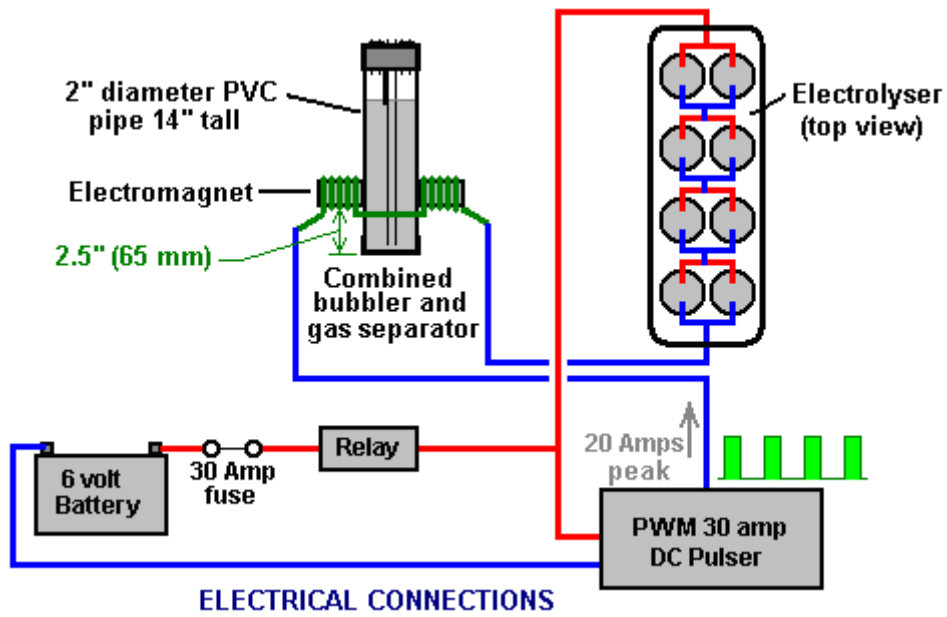 2" diameter PVC
pipe 14" tall
Electromagnet
2.5" (65 mm)
Combined
bubbler and
gas separator
Electrolyser
(top view)
6 volt
Battery
30 Amp
fuse
Relay
20 Amps
peak
PWM 30 amp
DC Pulser
ELECTRICAL CONNECTIONS